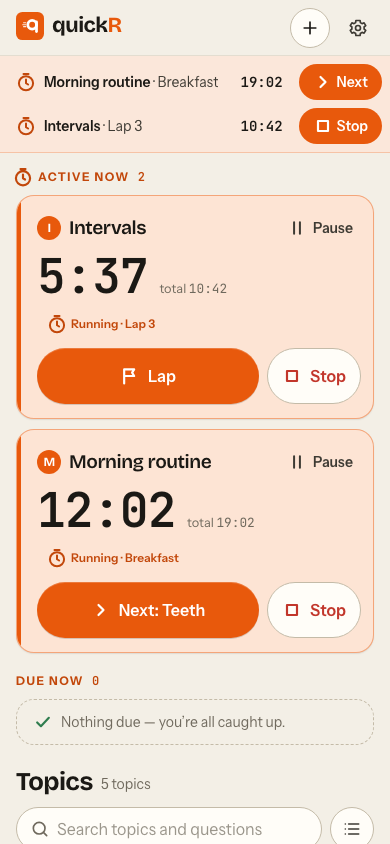 quickR
Morning routine · Breakfast 19:02 Next
Intervals · Lap 3 10:42 Stop
ACTIVE NOW 2
I Intervals Pause
5:37 total 10:42
Running · Lap 3
Lap Stop
M Morning routine Pause
12:02 total 19:02
Running · Breakfast
Next: Teeth Stop
DUE NOW 0
Nothing due — you're all caught up.
Topics 5 topics
Search topics and questions